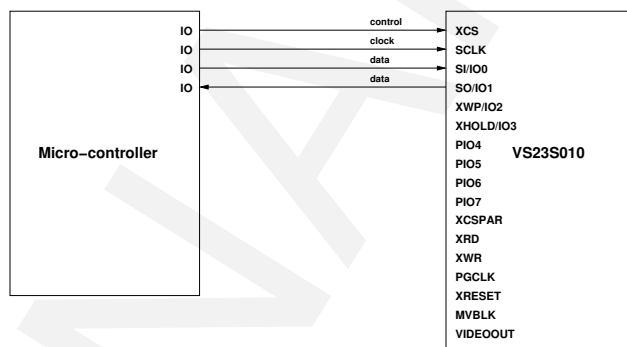 control
IO XCS
clock
IO SCLK
data
IO SI/IO0
data
IO SO/IO1
XWP/IO2
XHOLD/IO3
PIO4
Micro-controller VS23S010
PIO5
PIO6
PIO7
XCSPAR
XRD
XWR
PGCLK
XRESET
MVBLK
VIDEOOUT